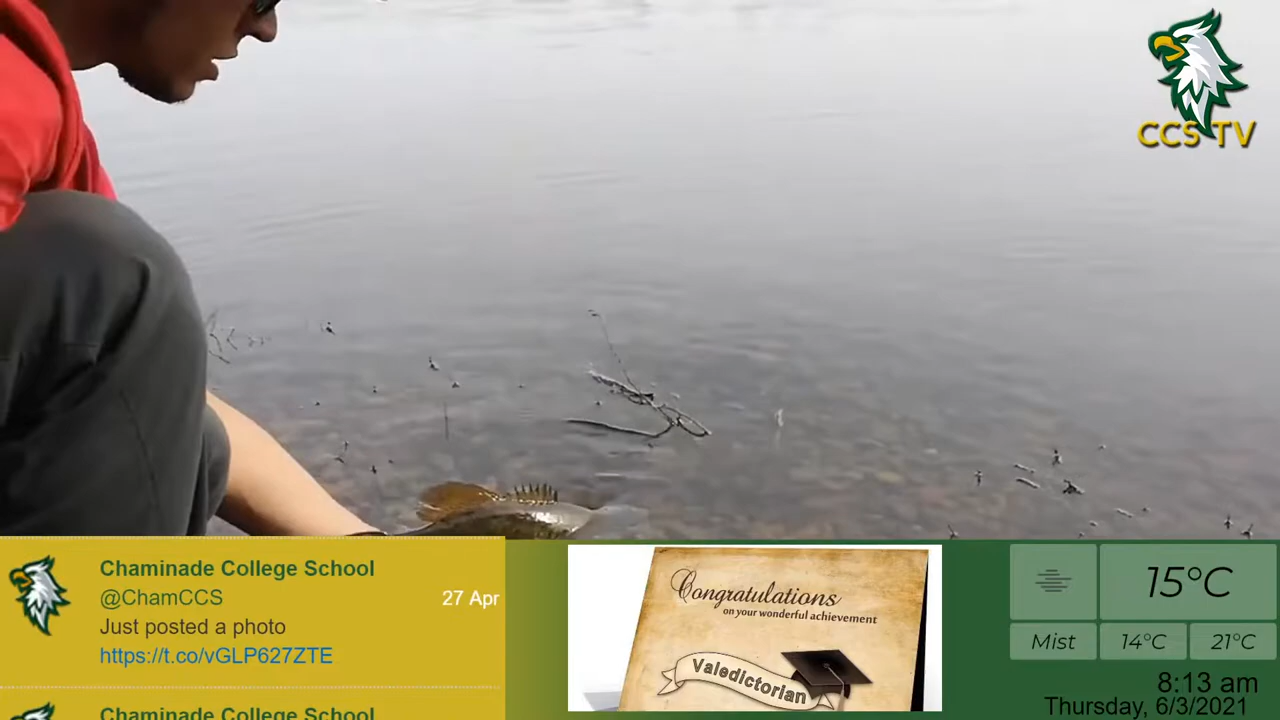 CCS TV
Chaminade College School
@ChamCCS
27 Apr
Just posted a photo
https://t.co/vGLP627ZTE
Chaminade College School
Congratulations
on your wonderful achievement
Valedictorian
15°C
Mist
14°C
21°C
8:13 am
Thursday, 6/3/2021